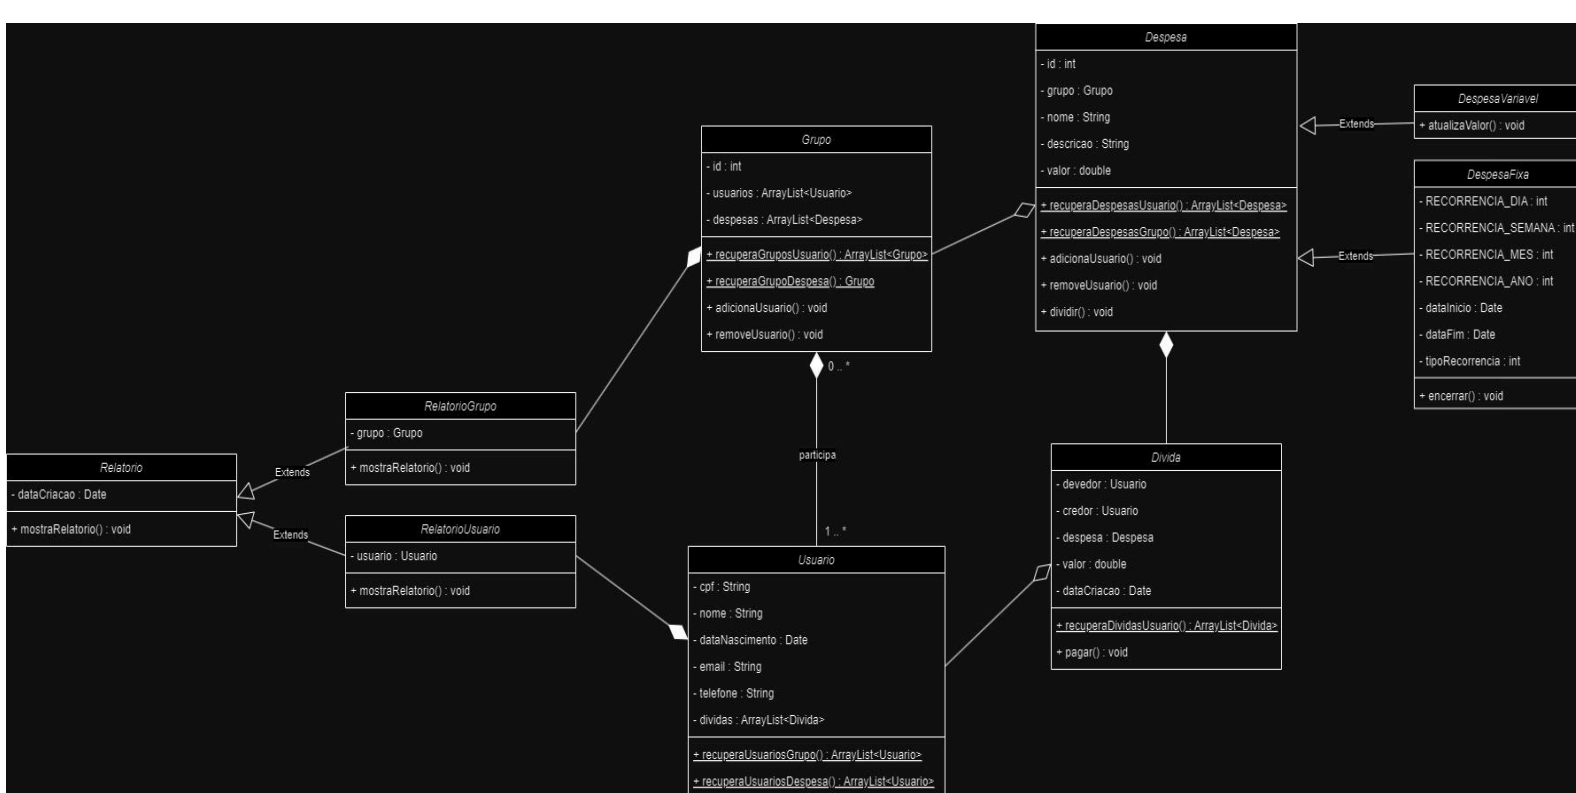 Despesa
- id : int
- grupo : Grupo
- nome : String
- descricao : String
- valor : double
+ recuperaDespesasUsuario() : ArrayList<Despesa>
+ recuperaDespesasGrupo() : ArrayList<Despesa>
+ adicionaUsuario() : void
+ removeUsuario() : void
+ dividir() : void
DespesaVariavel
+ atualizaValor() : void
Extends
DespesaFixa
- RECORRENCIA_DIA : int
- RECORRENCIA_SEMANA : int
- RECORRENCIA_MES : int
- RECORRENCIA_ANO : int
- dataInicio : Date
- dataFim : Date
- tipoRecorrencia : int
+ encerrar() : void
Extends
Grupo
- id : int
- usuarios : ArrayList<Usuario>
- despesas : ArrayList<Despesa>
+ recuperaGruposUsuario() : ArrayList<Grupo>
+ recuperaGrupoDespesa() : Grupo
+ adicionaUsuario() : void
+ removeUsuario() : void
0 .. *
participa
1 .. *
RelatorioGrupo
- grupo : Grupo
+ mostraRelatorio() : void
Extends
Relatorio
- dataCriacao : Date
+ mostraRelatorio() : void
Extends
RelatorioUsuario
- usuario : Usuario
+ mostraRelatorio() : void
Divida
- devedor : Usuario
- credor : Usuario
- despesa : Despesa
- valor : double
- dataCriacao : Date
+ recuperaDividasUsuario() : ArrayList<Divida>
+ pagar() : void
Usuario
- cpf : String
- nome : String
- dataNascimento : Date
- email : String
- telefone : String
- dividas : ArrayList<Divida>
+ recuperaUsuariosGrupo() : ArrayList<Usuario>
+ recuperaUsuariosDespesa() : ArrayList<Usuario>